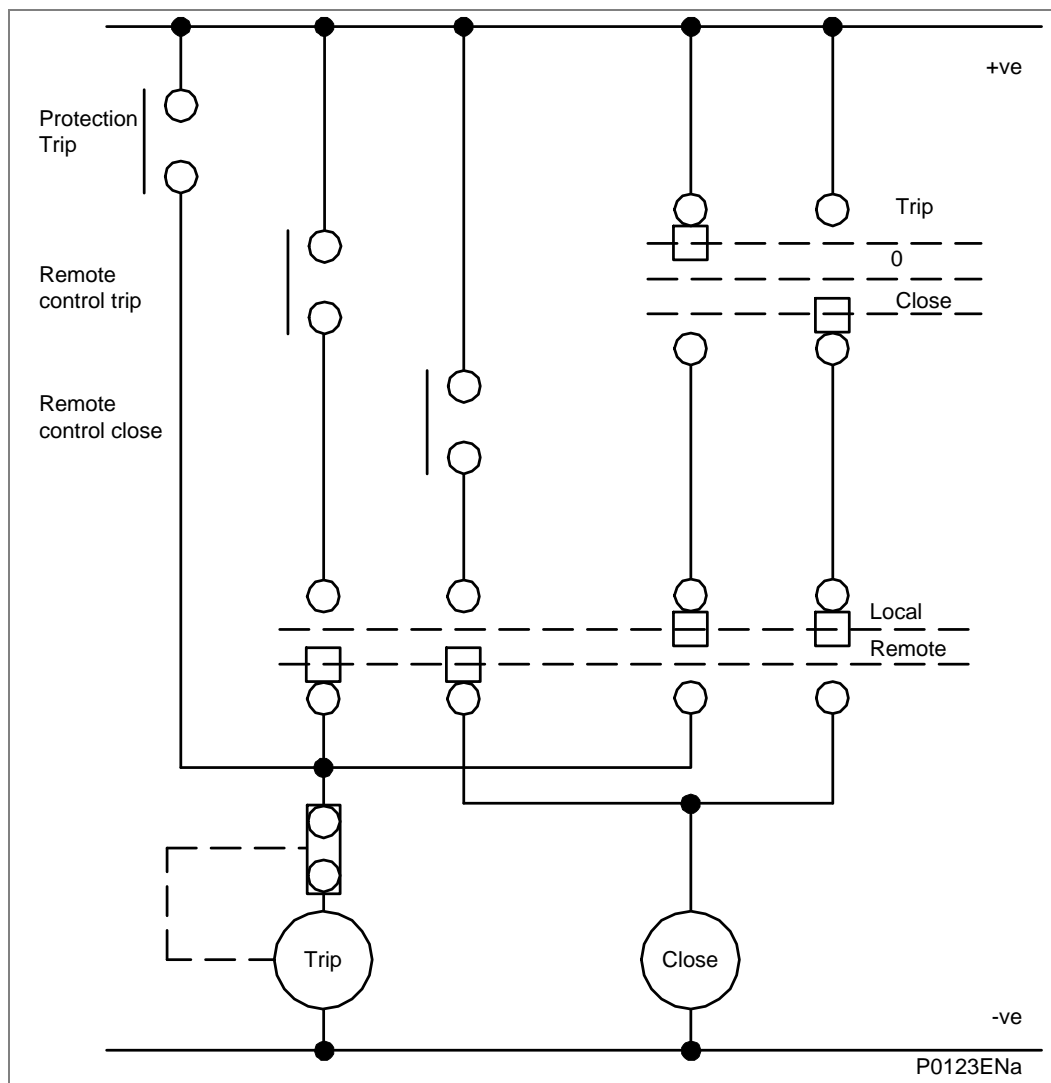 +ve
Protection
Trip
Trip
0
Remote
control trip
Close
Remote
control close
Local
Remote
Trip
Close
-ve
P0123ENa